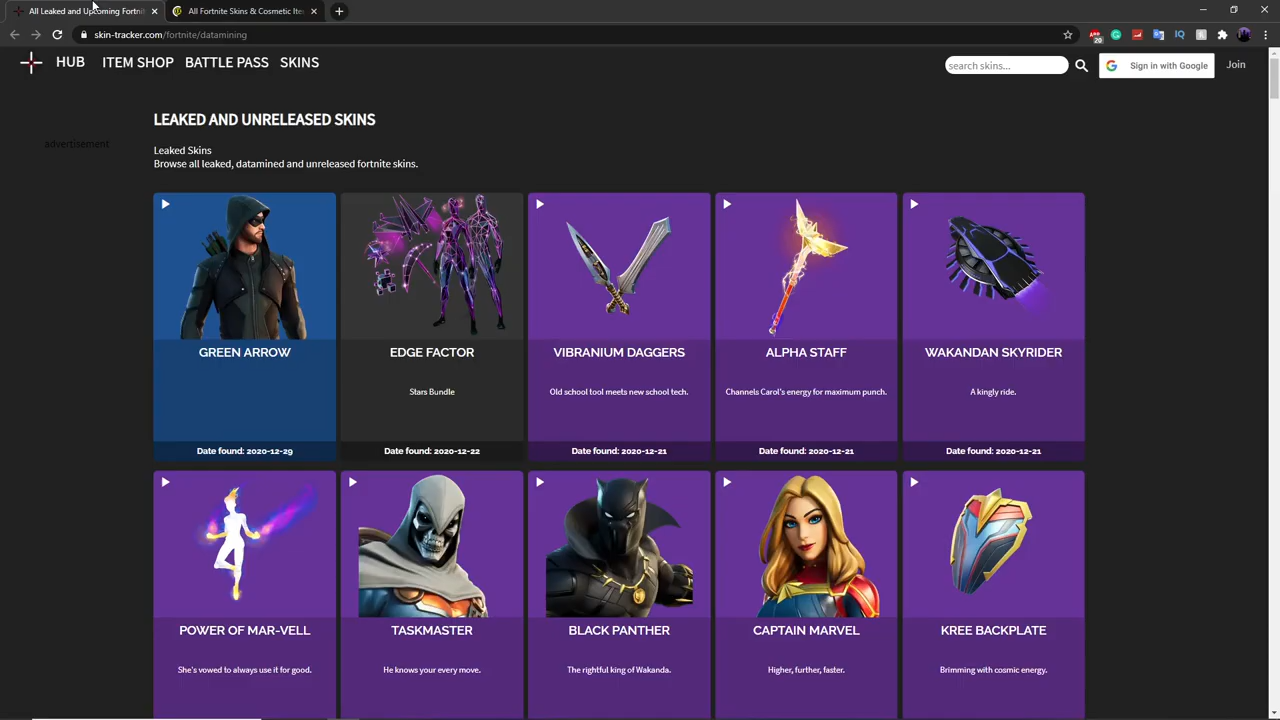 All Leaked and Upcoming Fortnit
All Fortnite Skins & Cosmetic Ite
skin-tracker.com/fortnite/datamining
20
HUB
ITEM SHOP
BATTLE PASS
SKINS
search skins...
Sign in with Google
Join
LEAKED AND UNRELEASED SKINS
advertisement
Leaked Skins
Browse all leaked, datamined and unreleased fortnite skins.
GREEN ARROW
EDGE FACTOR
VIBRANIUM DAGGERS
ALPHA STAFF
WAKANDAN SKYRIDER
Stars Bundle
Old school tool meets new school tech.
Channels Carol's energy for maximum punch.
A kingly ride.
Date found: 2020-12-29
Date found: 2020-12-22
Date found: 2020-12-21
Date found: 2020-12-21
Date found: 2020-12-21
POWER OF MAR-VELL
TASKMASTER
BLACK PANTHER
CAPTAIN MARVEL
KREE BACKPLATE
She's vowed to always use it for good.
He knows your every move.
The rightful king of Wakanda.
Higher, further, faster.
Brimming with cosmic energy.